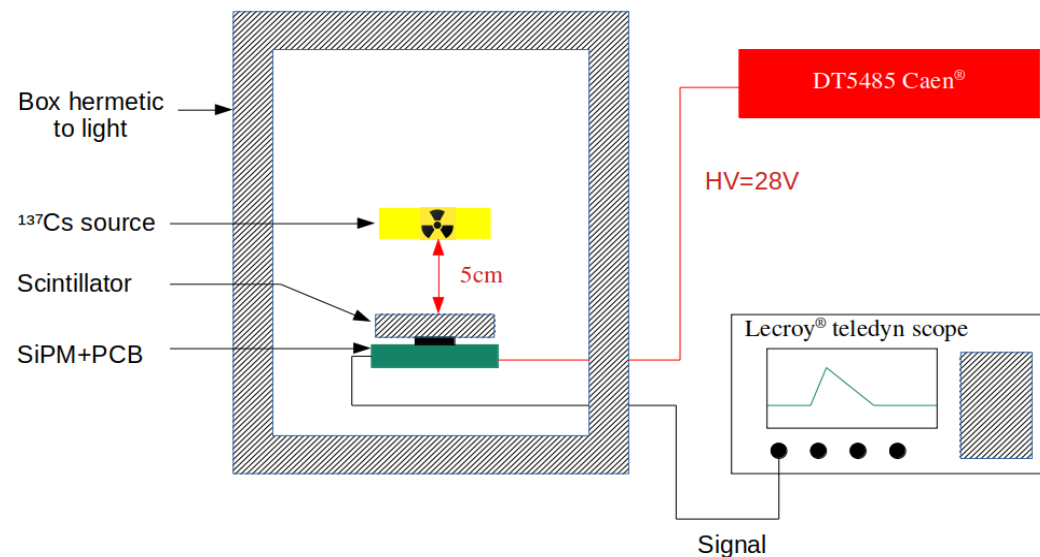 DT5485 Caen®
Box hermetic
to light
HV=28V
¹³⁷Cs source
5cm
Scintillator
Lecroy® teledyn scope
SiPM+PCB
Signal